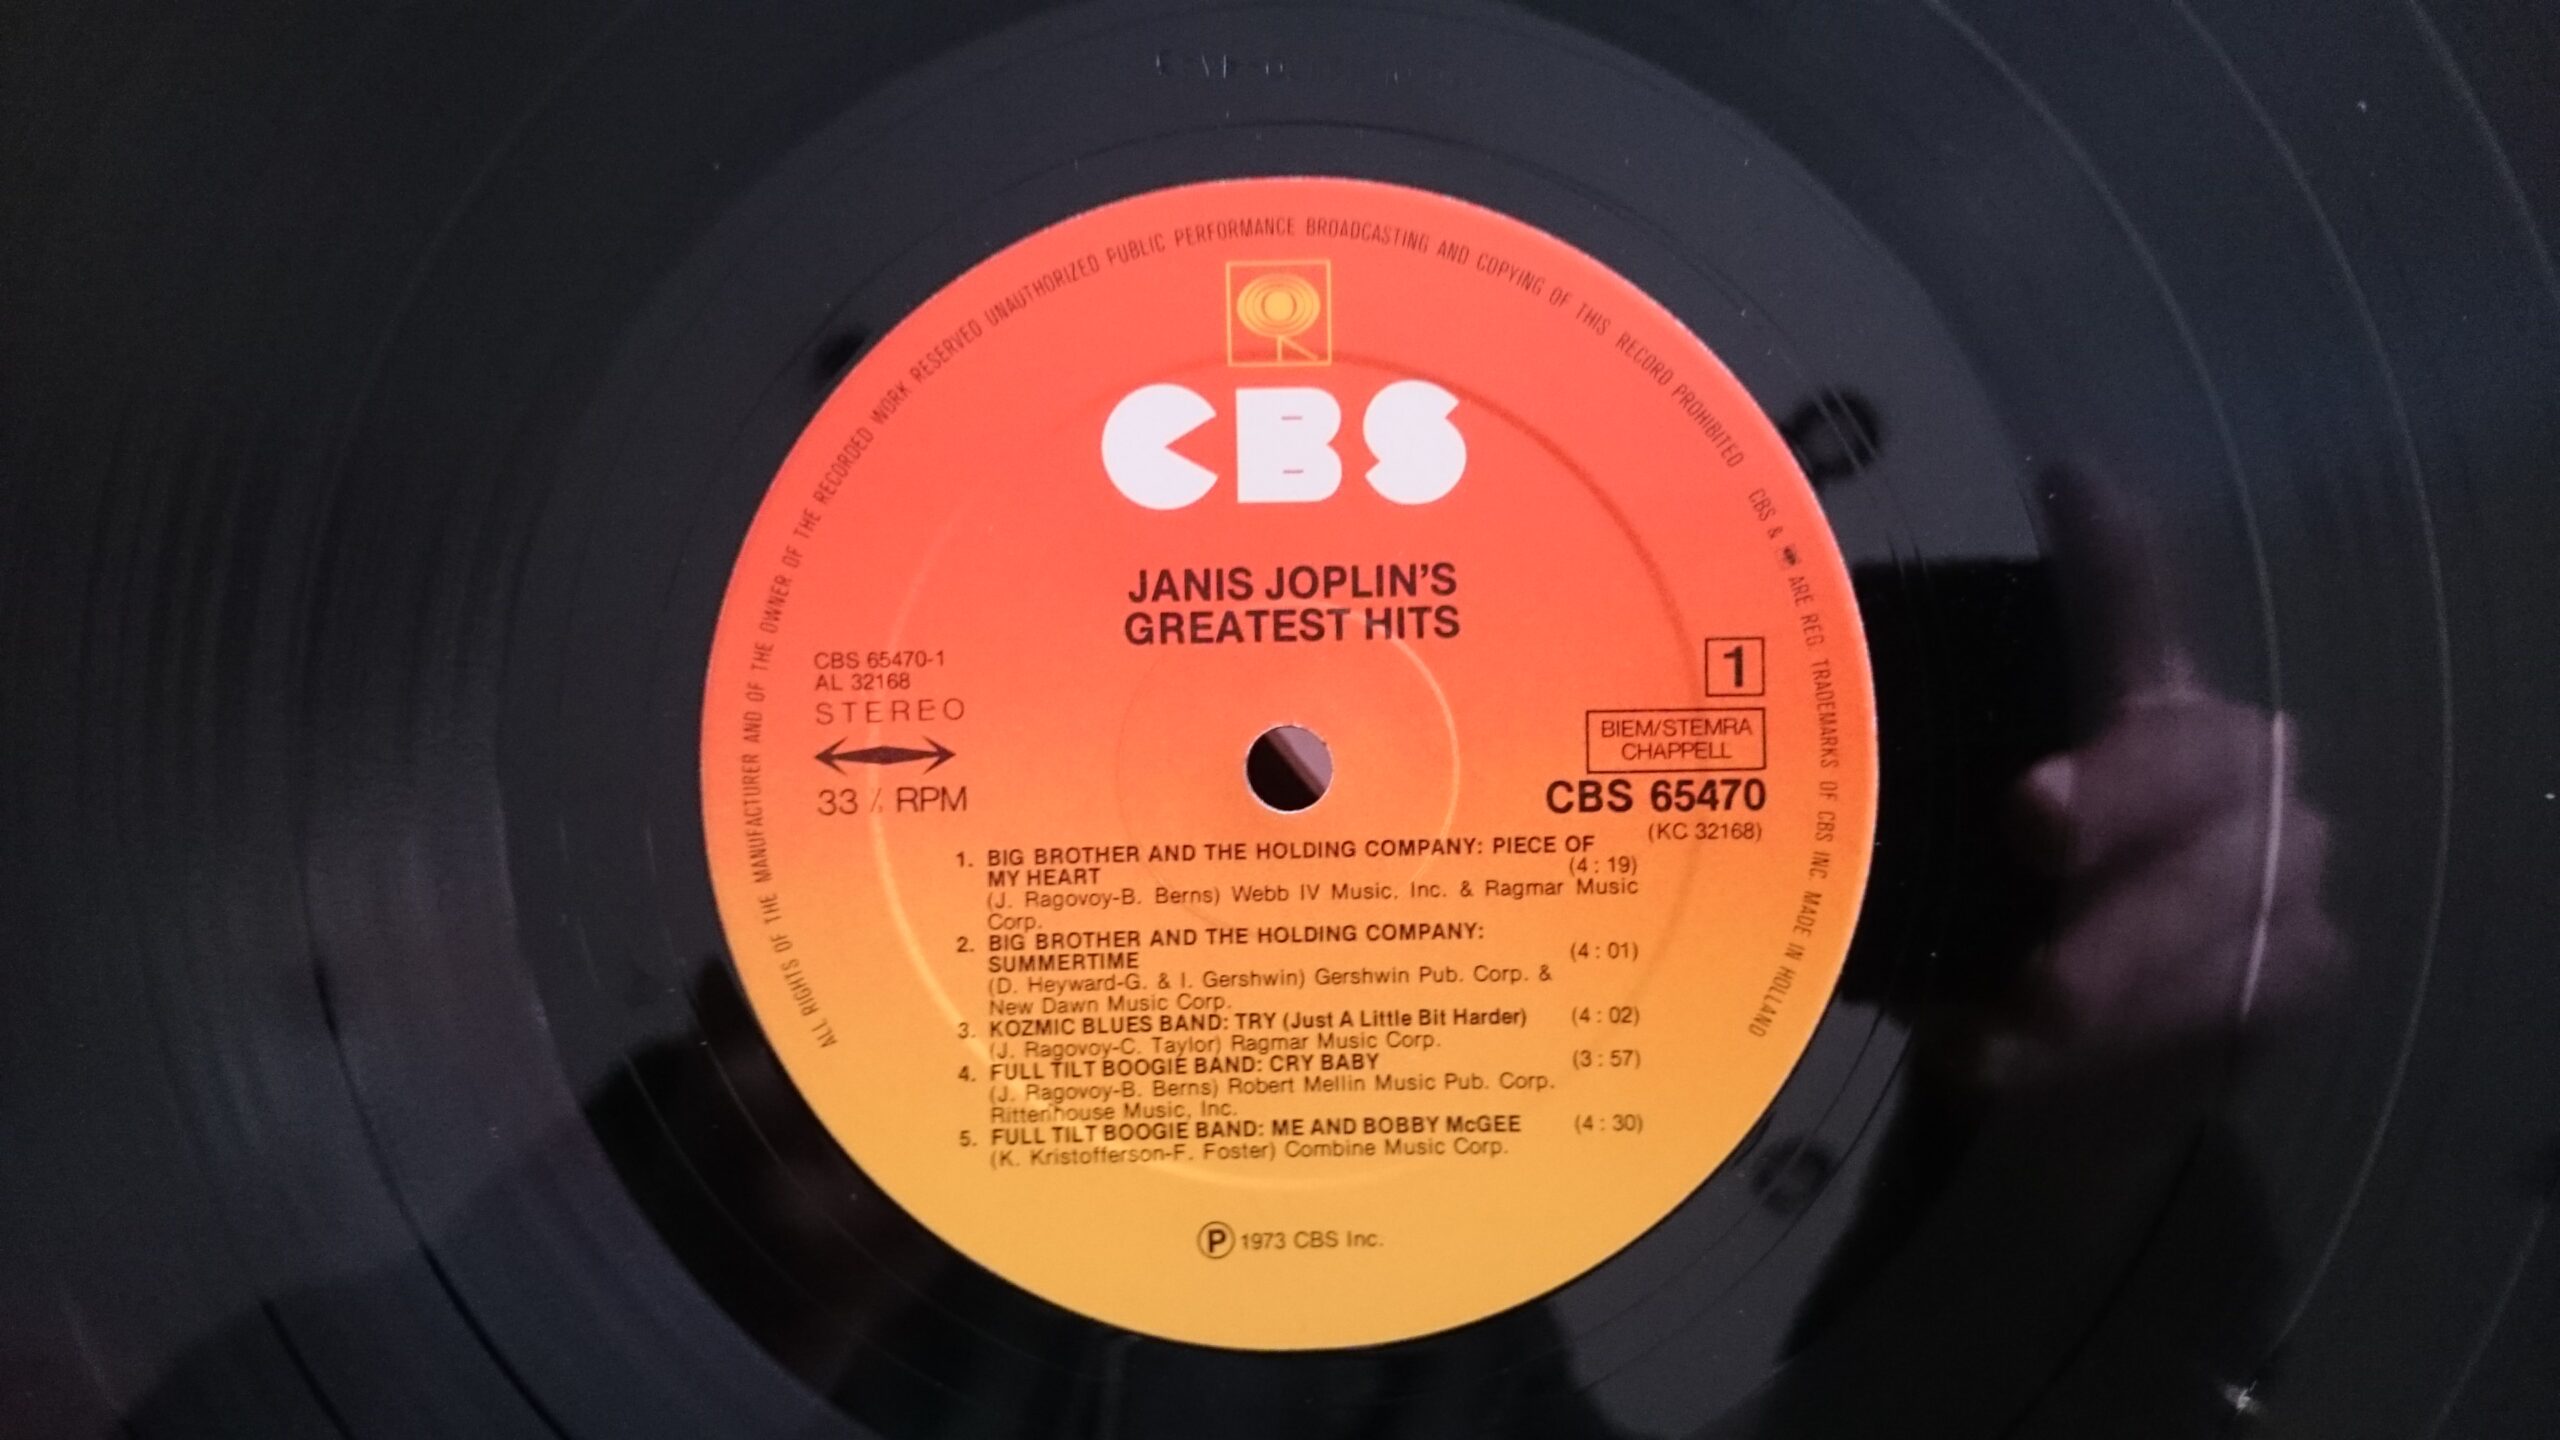 ALL RIGHTS OF THE MANUFACTURER AND OF THE OWNER OF THE RECORDED WORK RESERVED UNAUTHORIZED PUBLIC PERFORMANCE BROADCASTING AND COPYING OF THIS RECORD PROHIBITED
CBS & ARE REG. TRADEMARKS OF CBS INC. MADE IN HOLLAND
CBS
JANIS JOPLIN'S
GREATEST HITS
CBS 65470-1
AL 32168
STEREO
33 ⅓ RPM
1
BIEM/STEMRA
CHAPPELL
CBS 65470
(KC 32168)
1. BIG BROTHER AND THE HOLDING COMPANY: PIECE OF
MY HEART (4 : 19)
(J. Ragovoy-B. Berns) Webb IV Music, Inc. & Ragmar Music
Corp.
2. BIG BROTHER AND THE HOLDING COMPANY:
SUMMERTIME (4 : 01)
(D. Heyward-G. & I. Gershwin) Gershwin Pub. Corp. &
New Dawn Music Corp.
3. KOZMIC BLUES BAND: TRY (Just A Little Bit Harder) (4 : 02)
(J. Ragovoy-C. Taylor) Ragmar Music Corp.
4. FULL TILT BOOGIE BAND: CRY BABY (3 : 57)
(J. Ragovoy-B. Berns) Robert Mellin Music Pub. Corp.
Rittenhouse Music, Inc.
5. FULL TILT BOOGIE BAND: ME AND BOBBY McGEE (4 : 30)
(K. Kristofferson-F. Foster) Combine Music Corp.
Ⓟ 1973 CBS Inc.